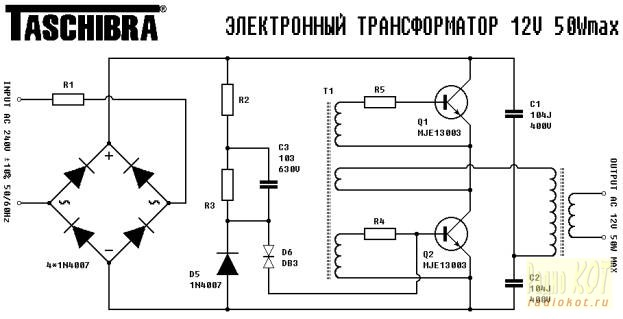 TASCHIBRA®
ЭЛЕКТРОННЫЙ ТРАНСФОРМАТОР 12V 50Wmax
INPUT AC 240V ±10% 50/60Hz
R1
4*1N4007
R2
R3
C3
103
630V
D5
1N4007
D6
DB3
T1
R5
Q1
MJE13003
R4
Q2
MJE13003
C1
104J
400V
C2
104J
400V
OUTPUT AC 12V 50W MAX
Радио КОТ
radiokot.ru